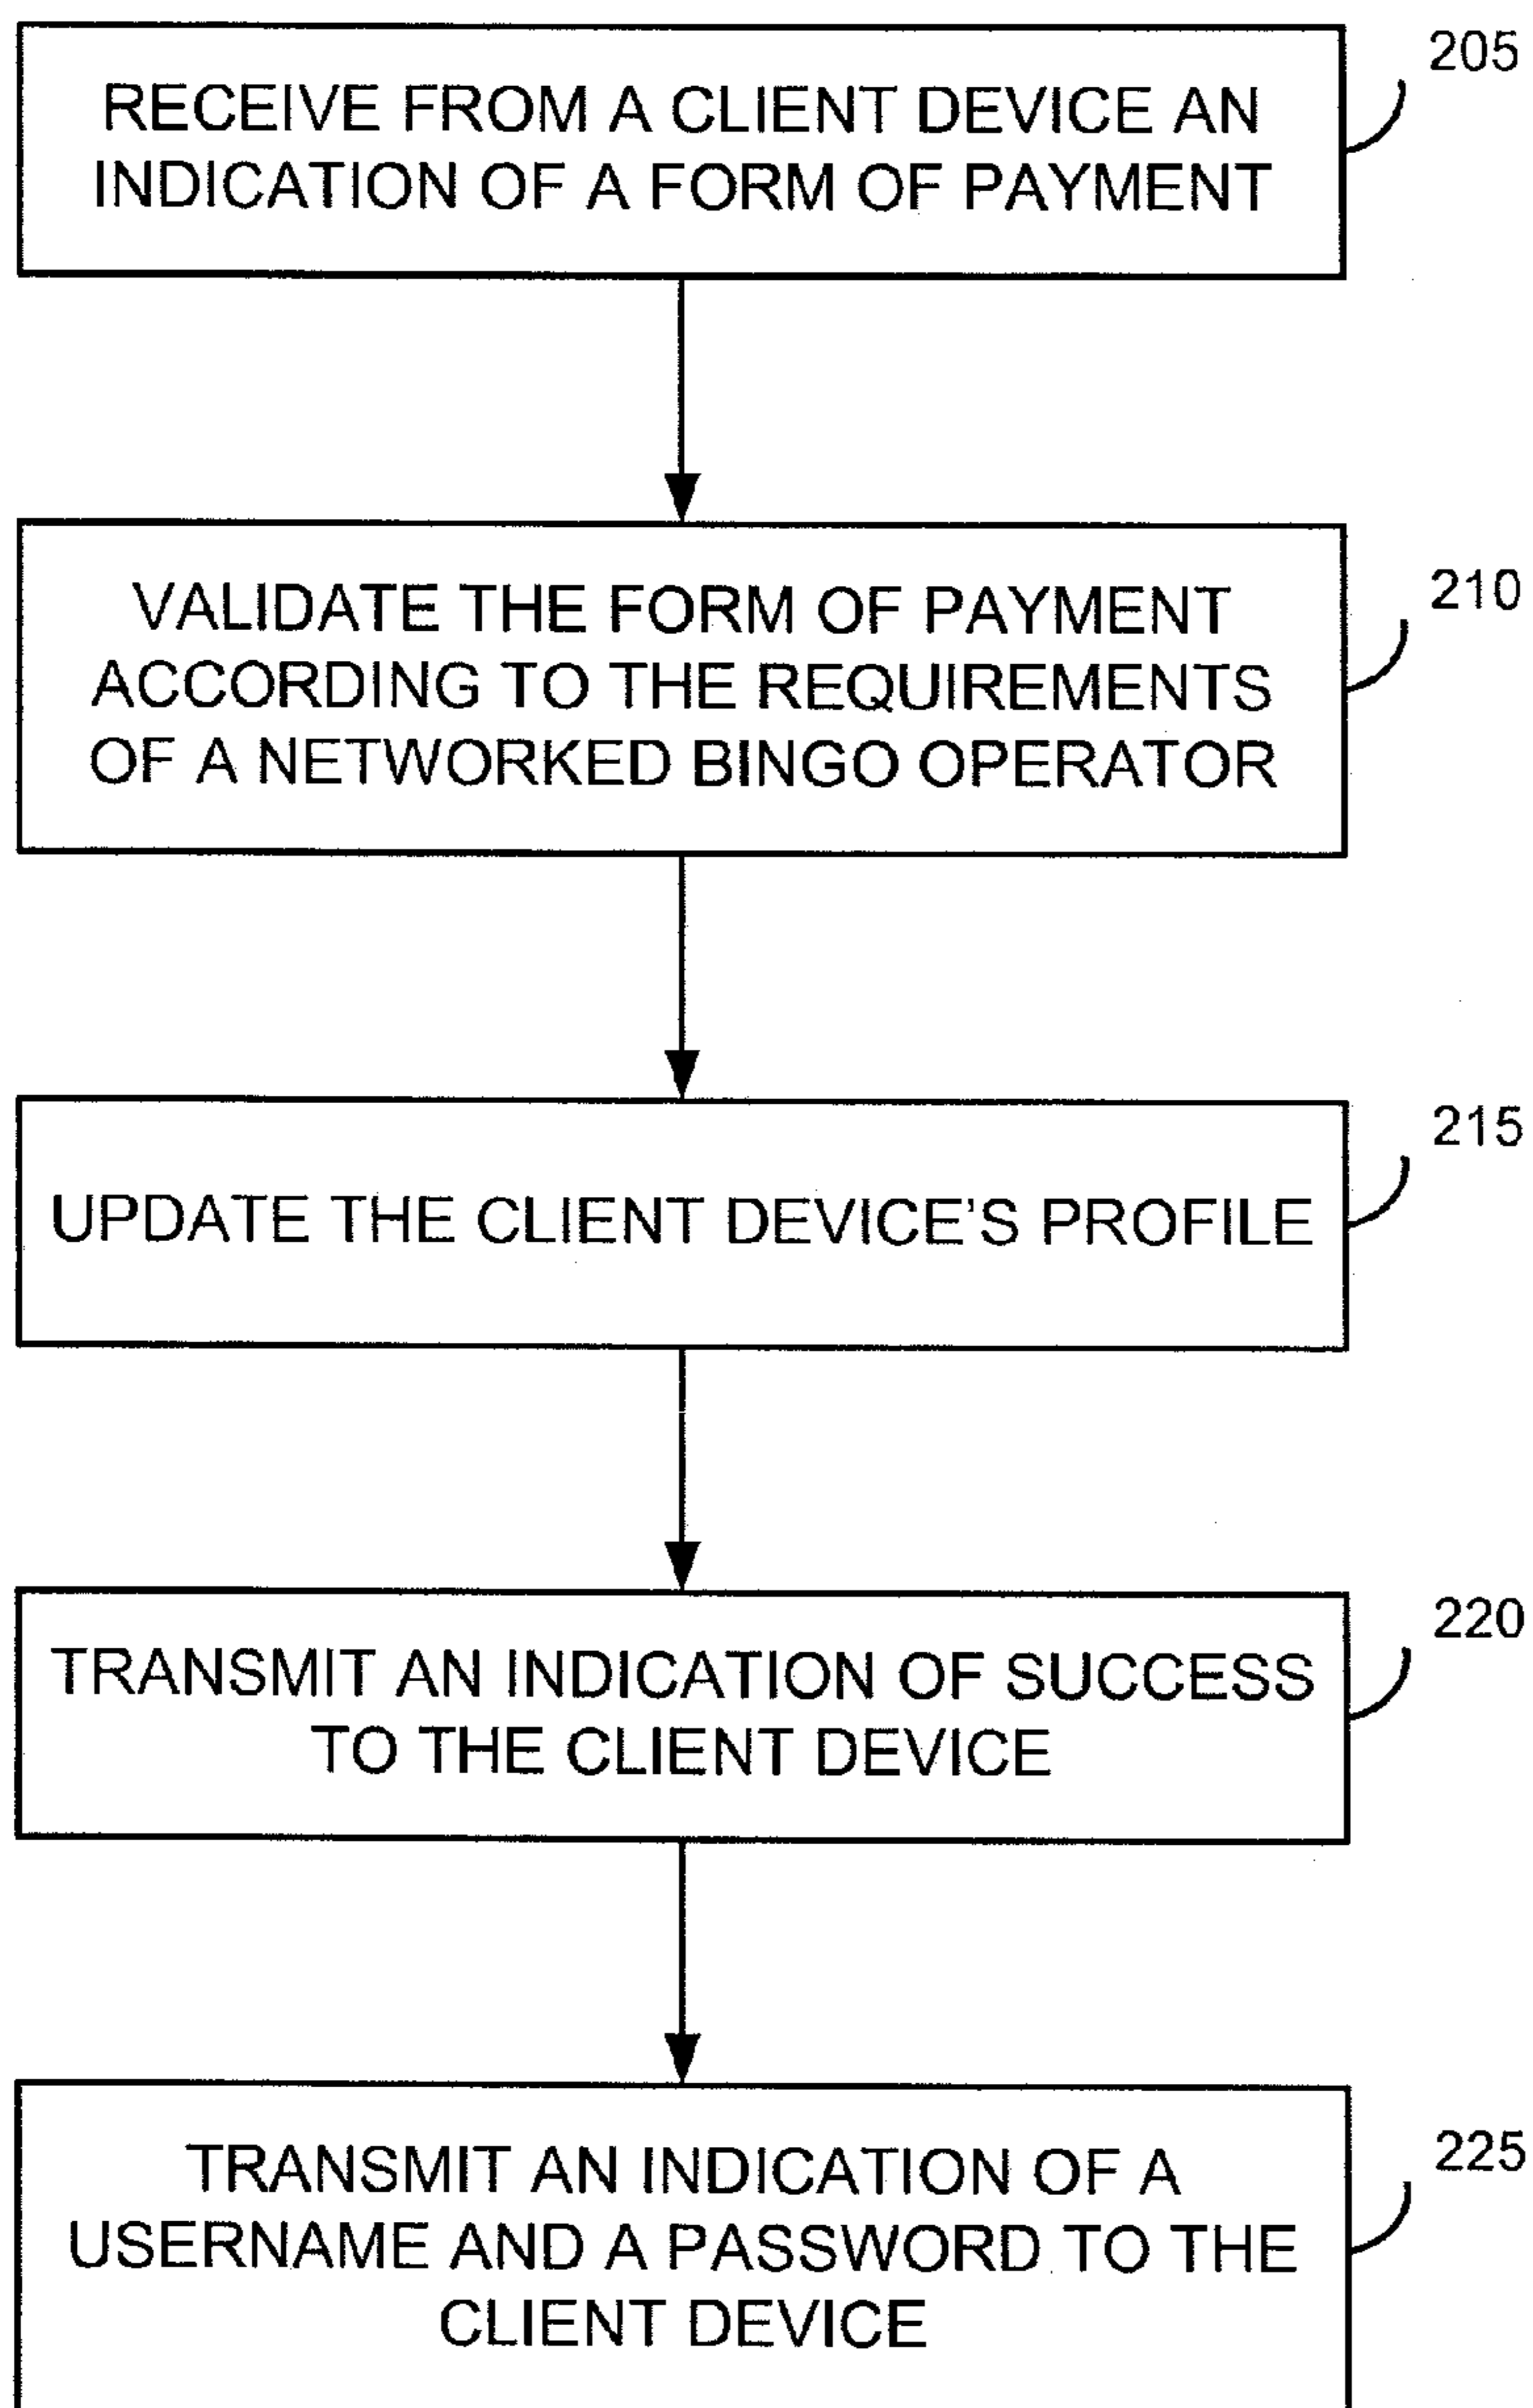 205
RECEIVE FROM A CLIENT DEVICE AN
INDICATION OF A FORM OF PAYMENT
210
VALIDATE THE FORM OF PAYMENT
ACCORDING TO THE REQUIREMENTS
OF A NETWORKED BINGO OPERATOR
215
UPDATE THE CLIENT DEVICE'S PROFILE
220
TRANSMIT AN INDICATION OF SUCCESS
TO THE CLIENT DEVICE
225
TRANSMIT AN INDICATION OF A
USERNAME AND A PASSWORD TO THE
CLIENT DEVICE